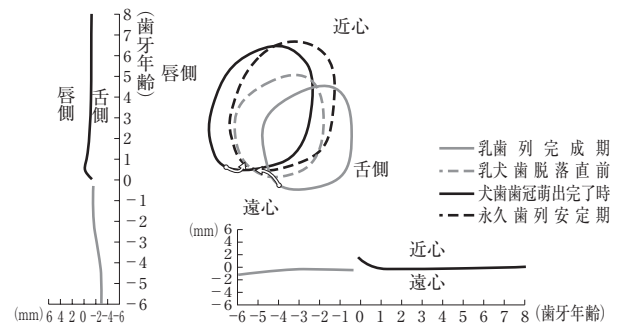 8
7
6
5
4
3
2
1
0
−1
−2
−3
−4
−5
−6
(歯牙年齢)
唇側
舌側
(mm) 6 4 2 0 −2 −4 −6
近心
唇側
舌側
遠心
乳歯列完成期
乳犬歯脱落直前
犬歯歯冠萌出完了時
永久歯列安定期
(mm)
6
4
2
0
−2
−4
−6
近心
遠心
−6 −5 −4 −3 −2 −1 0 1 2 3 4 5 6 7 8 (歯牙年齢)